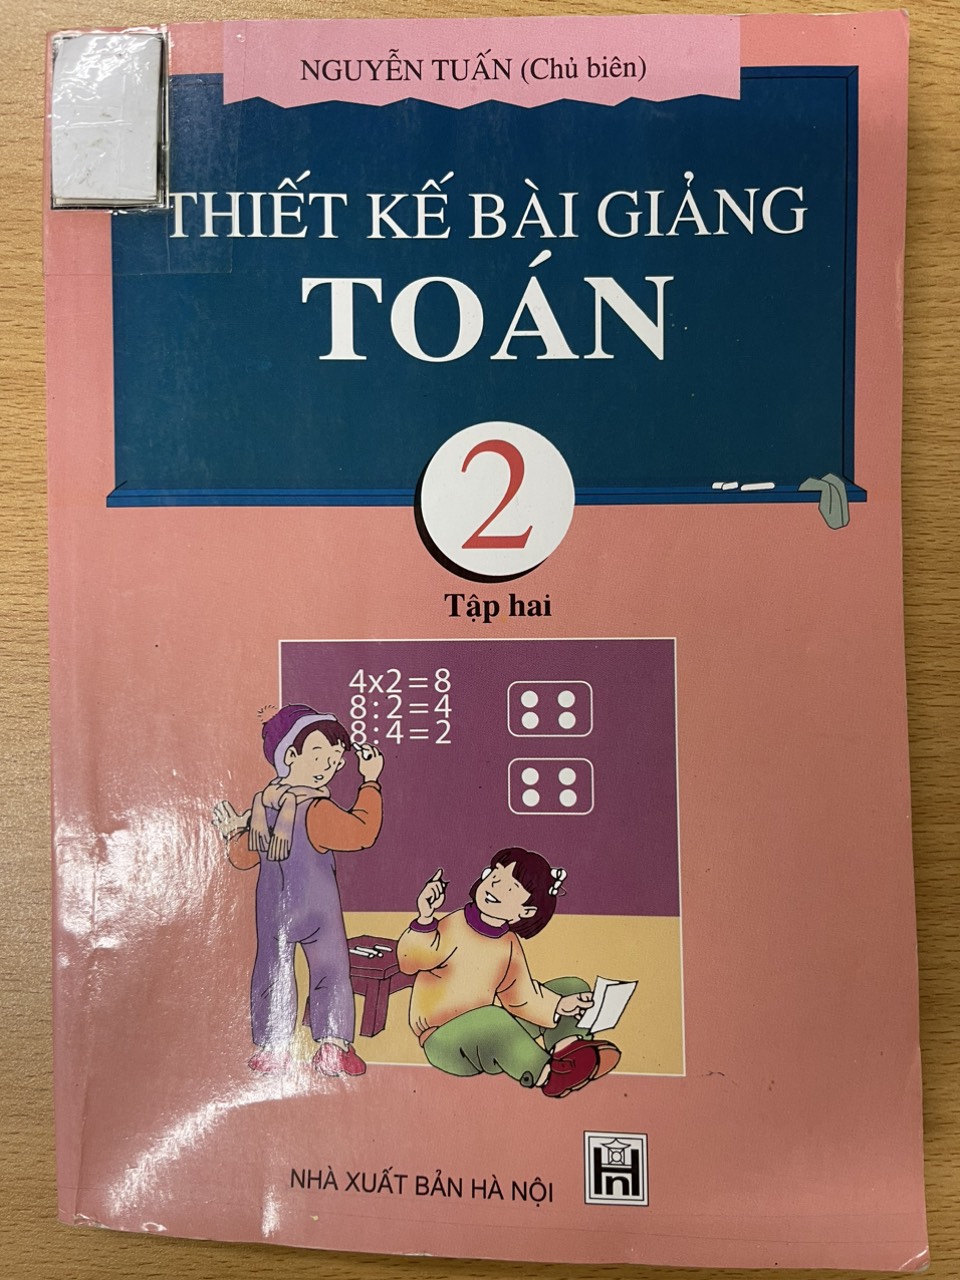 NGUYỄN TUẤN (Chủ biên)
THIẾT KẾ BÀI GIẢNG
TOÁN
2
Tập hai
4x2=8
8:2=4
8:4=2
NHÀ XUẤT BẢN HÀ NỘI
Hn